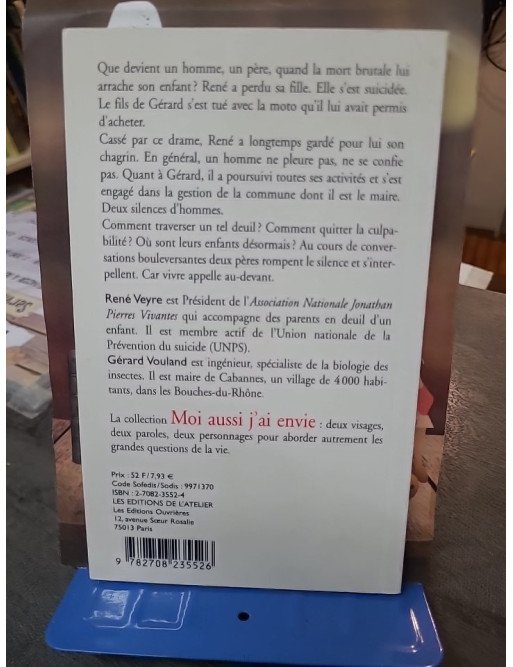 Que devient un homme, un père, quand la mort brutale lui
arrache son enfant ? René a perdu sa fille. Elle s'est suicidée.
Le fils de Gérard s'est tué avec la moto qu'il lui avait permis
d'acheter.
Cassé par ce drame, René a longtemps gardé pour lui son
chagrin. En général, un homme ne pleure pas, ne se confie
pas. Quant à Gérard, il a poursuivi toutes ses activités et s'est
engagé dans la gestion de la commune dont il est le maire.
Deux silences d'hommes.
Comment traverser un tel deuil ? Comment quitter la culpa-
bilité ? Où sont leurs enfants désormais ? Au cours de conver-
sations bouleversantes deux pères rompent le silence et s'inter-
pellent. Car vivre appelle au-devant.
René Veyre est Président de l'Association Nationale Jonathan
Pierres Vivantes qui accompagne des parents en deuil d'un
enfant. Il est membre actif de l'Union nationale de la
Prévention du suicide (UNPS).
Gérard Vouland est ingénieur, spécialiste de la biologie des
insectes. Il est maire de Cabannes, un village de 4 000 habi-
tants, dans les Bouches-du-Rhône.
La collection Moi aussi j'ai envie : deux visages,
deux paroles, deux personnages pour aborder autrement les
grandes questions de la vie.
Prix : 52 F/7,93 €
Code Sofedis/Sodis : 9971370
ISBN : 2-7082-3552-4
LES EDITIONS DE L'ATELIER
Les Editions Ouvrières
12, avenue Sœur Rosalie
75013 Paris
9 782708 235526